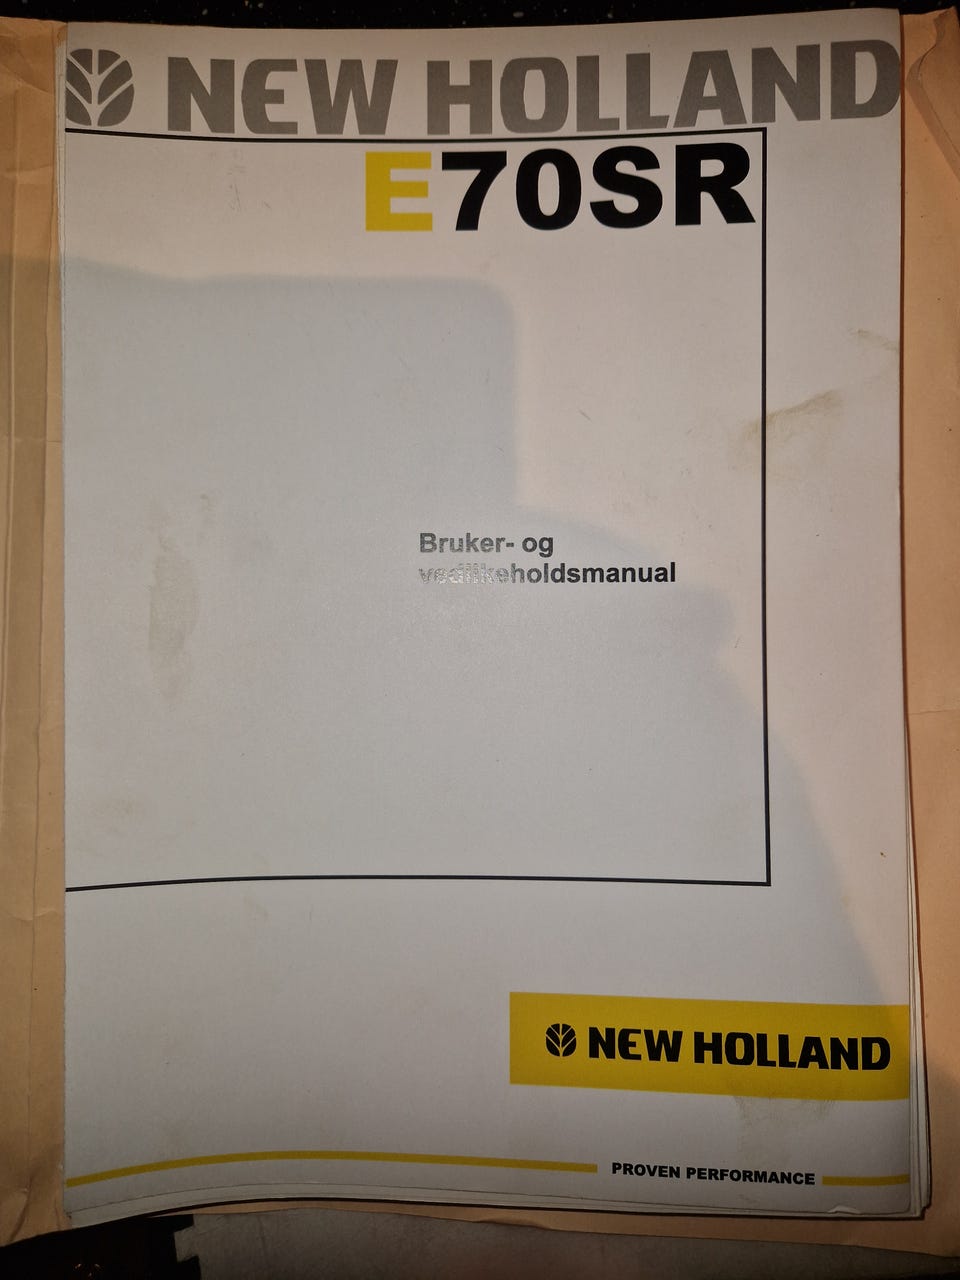 NEW HOLLAND
E70SR
Bruker- og
vedlikeholdsmanual
NEW HOLLAND
PROVEN PERFORMANCE